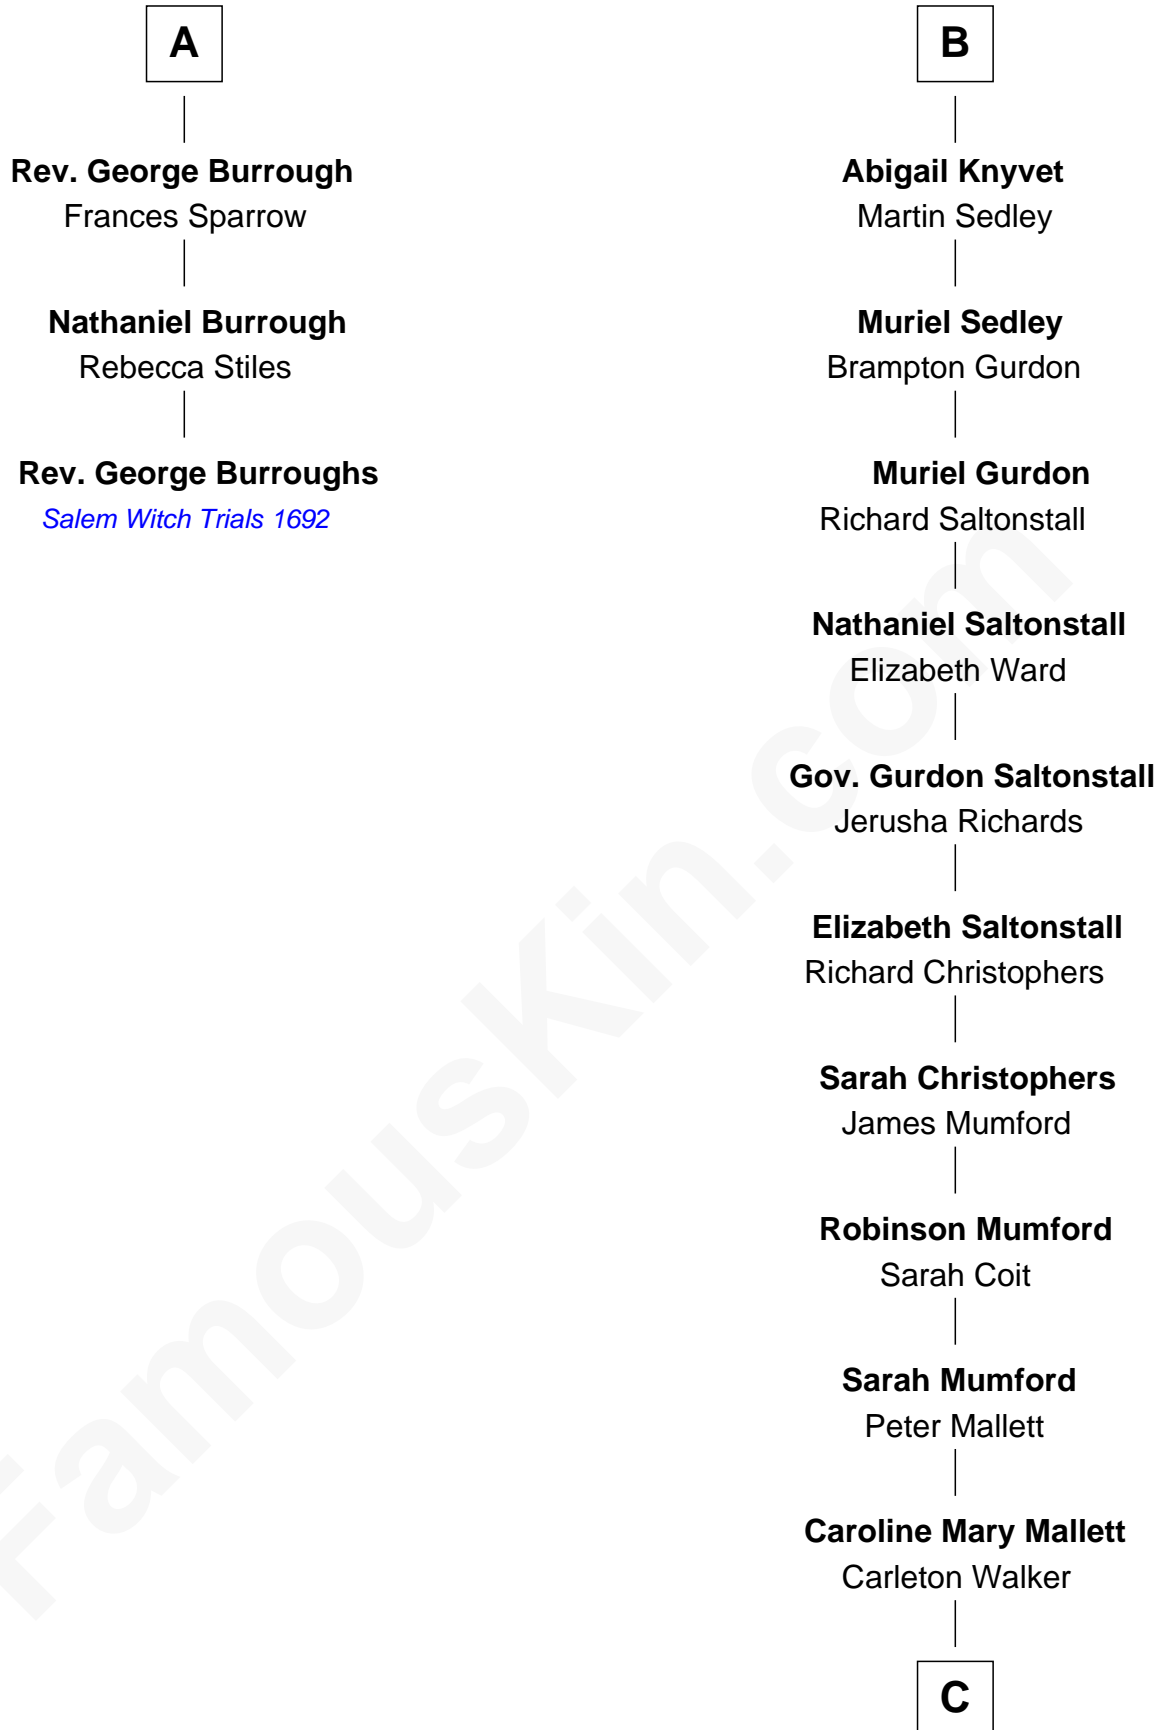 A
Rev. George Burrough
Frances Sparrow
Nathaniel Burrough
Rebecca Stiles
Rev. George Burroughs
Salem Witch Trials 1692
B
Abigail Knyvet
Martin Sedley
Muriel Sedley
Brampton Gurdon
Muriel Gurdon
Richard Saltonstall
Nathaniel Saltonstall
Elizabeth Ward
Gov. Gurdon Saltonstall
Jerusha Richards
Elizabeth Saltonstall
Richard Christophers
Sarah Christophers
James Mumford
Robinson Mumford
Sarah Coit
Sarah Mumford
Peter Mallett
Caroline Mary Mallett
Carleton Walker
C
FamousKin.com